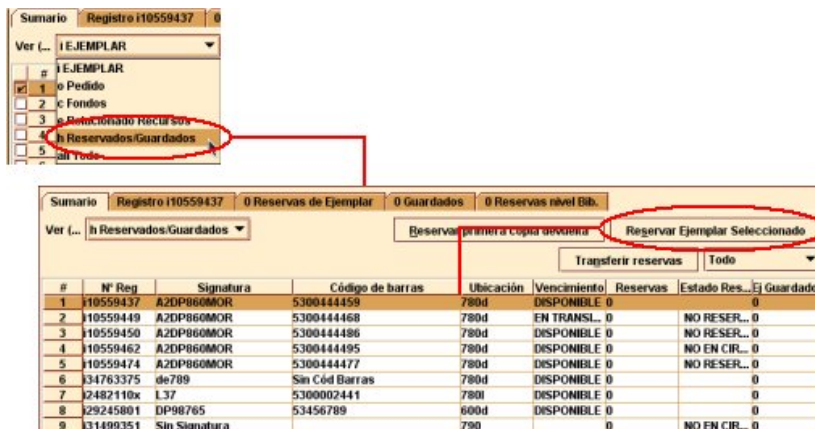 Sumario Registro i10559437 0
Ver (... i EJEMPLAR
# i EJEMPLAR
1 o Pedido
2 c Fondos
3 e Relacionado Recursos
4 h Reservados/Guardados
5 all Todo
Sumario Registro i10559437 0 Reservas de Ejemplar 0 Guardados 0 Reservas nivel Bib.
Ver (... h Reservados/Guardados Reservar primera copia devuelta Reservar Ejemplar Seleccionado
Transferir reservas Todo
# Nº Reg Signatura Código de barras Ubicación Vencimiento Reservas Estado Res... Ej Guardado
1 i10559437 A2DP860MOR 5300444459 780d DISPONIBLE 0 0
2 i10559449 A2DP860MOR 5300444468 780d EN TRANSI... 0 NO RESER... 0
3 i10559450 A2DP860MOR 5300444486 780d DISPONIBLE 0 NO RESER... 0
4 i10559462 A2DP860MOR 5300444495 780d DISPONIBLE 0 NO EN CIR... 0
5 i10559474 A2DP860MOR 5300444477 780d DISPONIBLE 0 NO RESER... 0
6 i34763375 de789 Sin Cód Barras 780d DISPONIBLE 0 0
7 i2482110x L37 5300002441 780l DISPONIBLE 0 0
8 i29245801 DP98765 53456789 600d DISPONIBLE 0 0
9 i31499351 Sin Signatura 790 0 NO EN CIR... 0